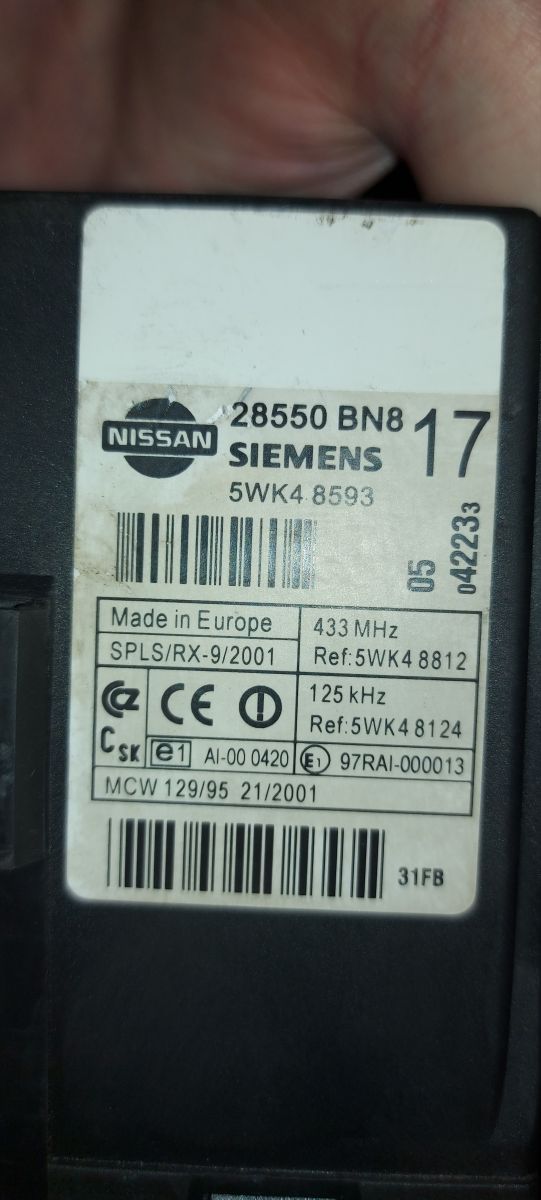 NISSAN
28550 BN8
17
SIEMENS
5WK4 8593
05
042233
Made in Europe
SPLS/RX-9/2001
433 MHz
Ref:5WK4 8812
CE
125 kHz
Ref:5WK4 8124
CSK
e1
AI-00 0420
E1
97RAI-000013
MCW 129/95 21/2001
31FB